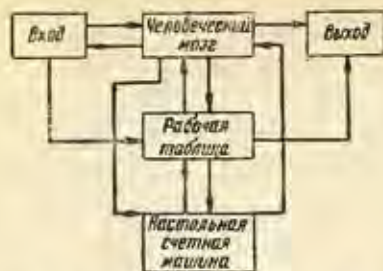 Вход
Человеческий
мозг
Выход
Рабочая
таблица
Настольная
счетная
машина